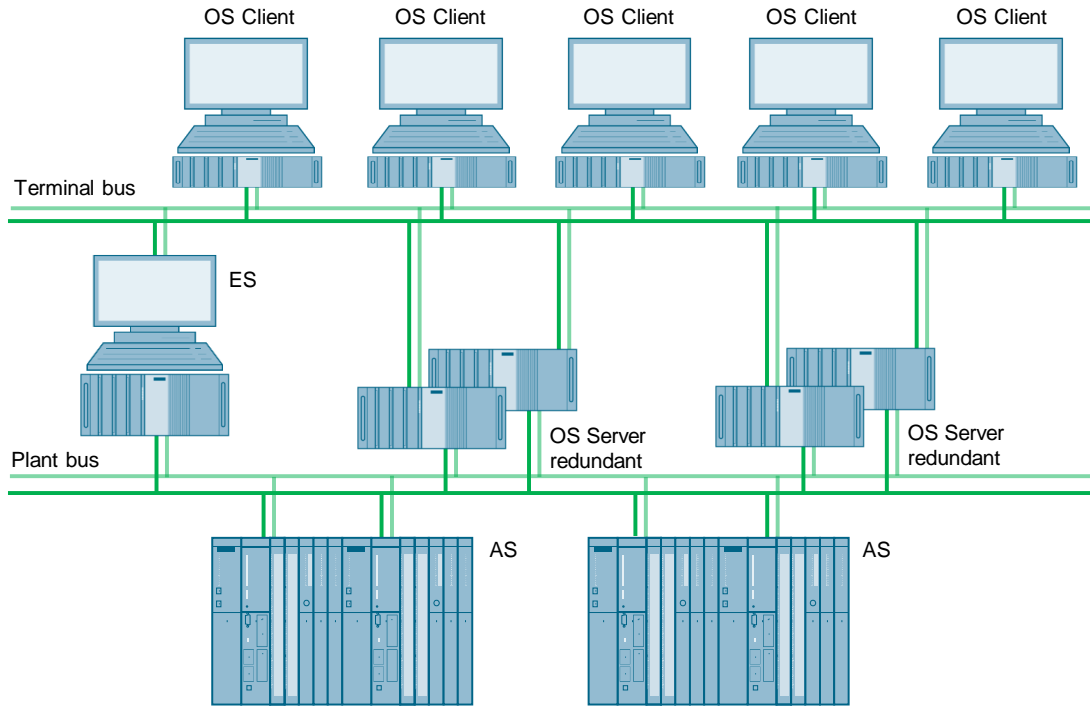 OS Client
OS Client
OS Client
OS Client
OS Client
Terminal bus
ES
OS Server
redundant
OS Server
redundant
Plant bus
AS
AS